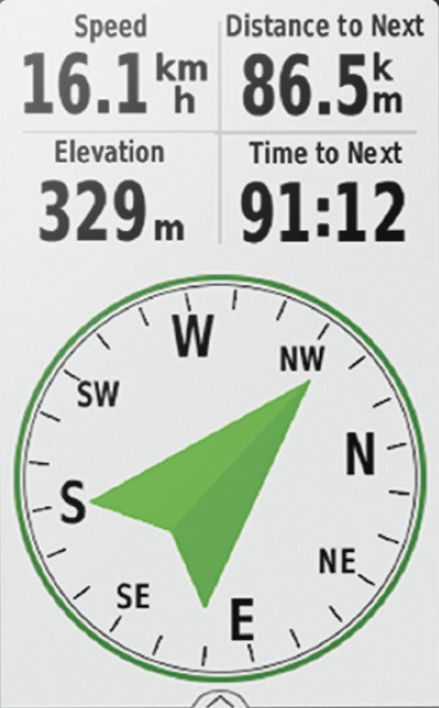 Speed
16.1 km h
Distance to Next
86.5 km
Elevation
329 m
Time to Next
91:12
W
NW
SW
N
S
NE
SE
E